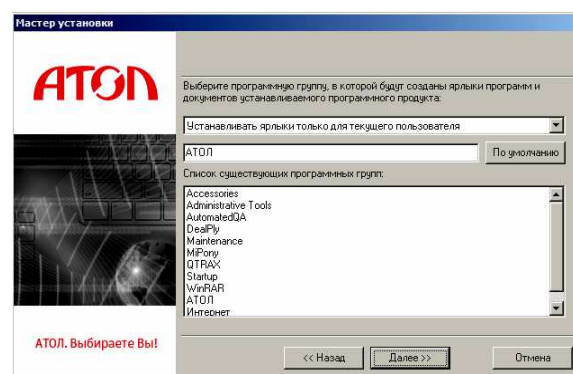 Мастер установки
АТОЛ
Выберите программную группу, в которой будут созданы ярлыки программ и
документов устанавливаемого программного продукта:
Устанавливать ярлыки только для текущего пользователя
АТОЛ
По умолчанию
Список существующих программных групп:
Accessories
Administrative Tools
AutomatedQA
DealPly
Maintenance
MiPony
QTRAX
Startup
WinRAR
АТОЛ
Интернет
АТОЛ. Выбираете Вы!
<< Назад
Далее >>
Отмена